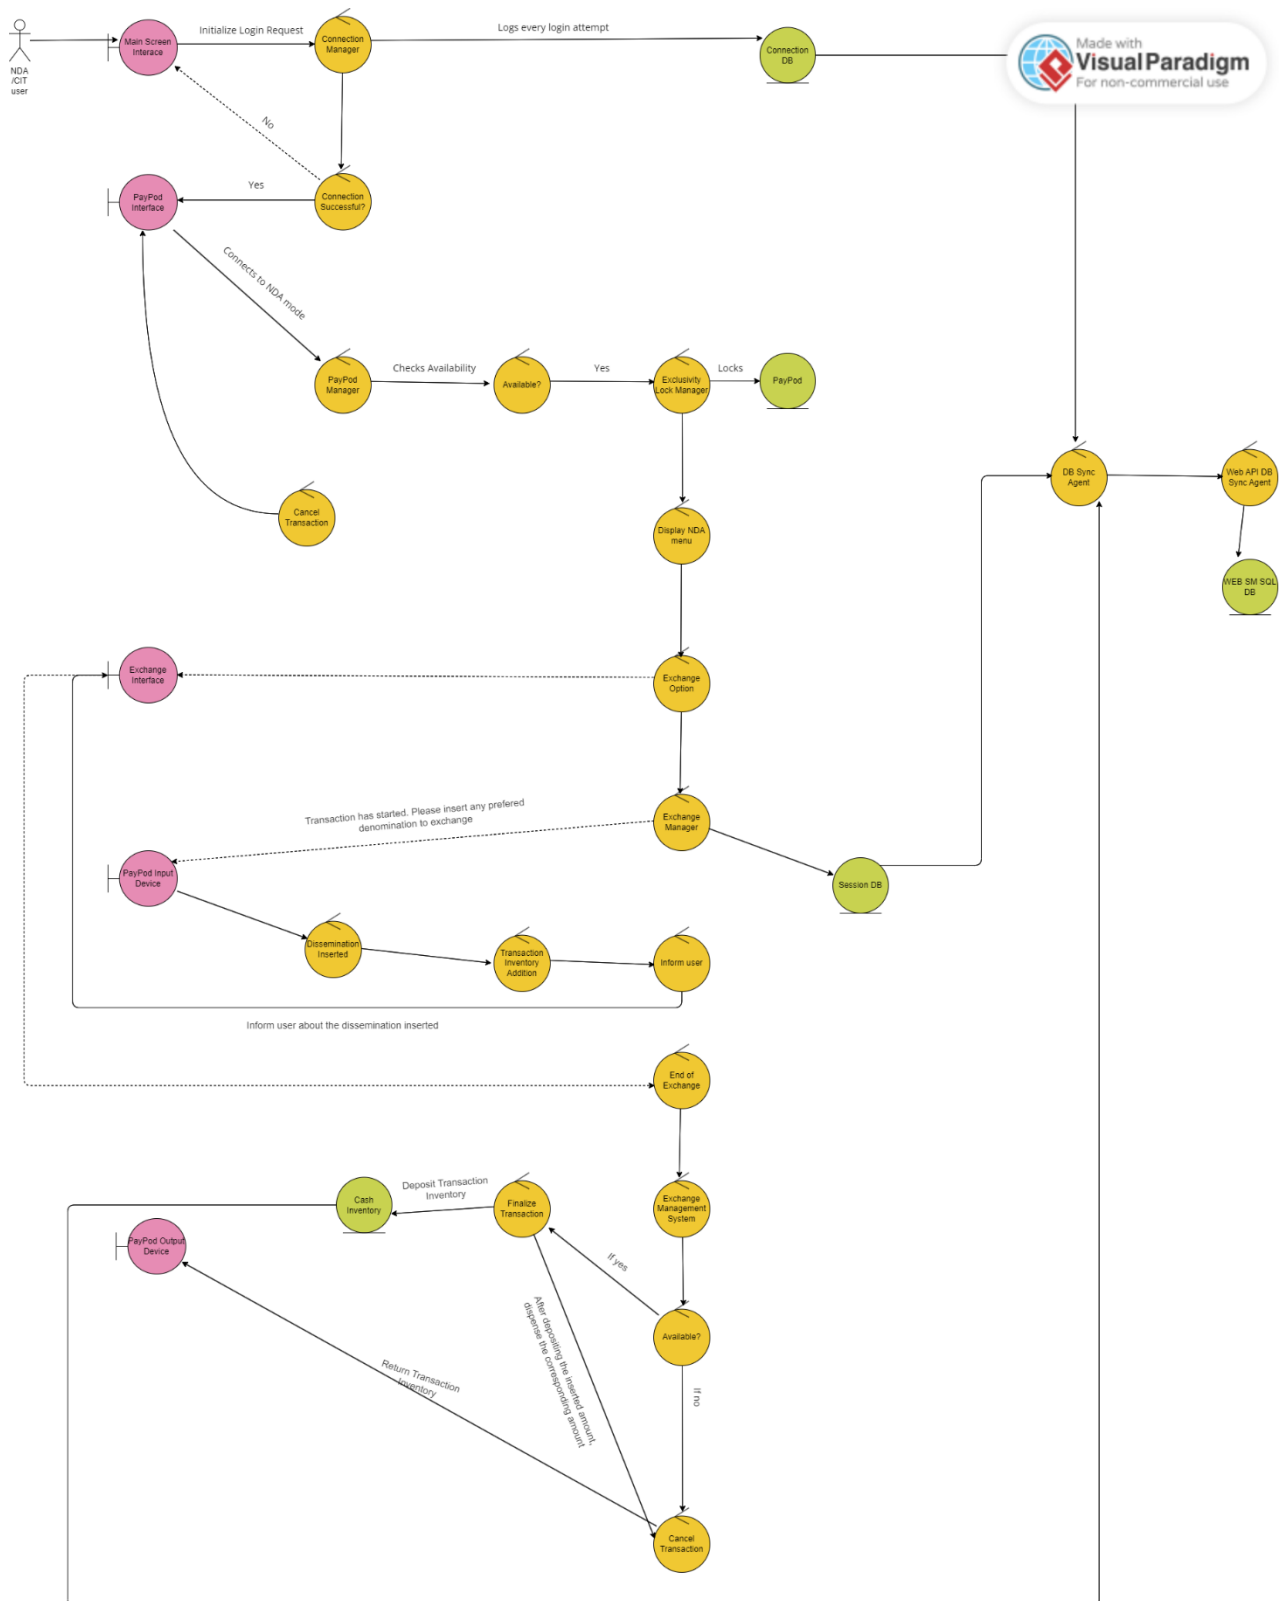 Initialize Login Request
Logs every login attempt
Made with
Visual Paradigm
For non-commercial use
NDA
/CIT
user
Main Screen
Interace
Connection
Manager
Connection
DB
No
Yes
PayPod
Interface
Connection
Successful?
Connects to NDA mode
PayPod
Manager
Checks Availability
Available?
Yes
Exclusivity
Lock Manager
Locks
PayPod
DB Sync
Agent
Web API DB
Sync Agent
Cancel
Transaction
Display NDA
menu
WEB SM SQL
DB
Exchange
Interface
Exchange
Option
Transaction has started. Please insert any prefered
denomination to exchange
Exchange
Manager
PayPod Input
Device
Session DB
Dissemination
Inserted
Transaction
Inventory
Addition
Inform user
Inform user about the dissemination inserted
End of
Exchange
Cash
Inventory
Deposit Transaction
Inventory
Finalize
Transaction
Exchange
Management
System
PayPod Output
Device
If yes
Available?
After depositing the inserted amount,
dispense the corresponding amount
Return Transaction
Inventory
If no
Cancel
Transaction